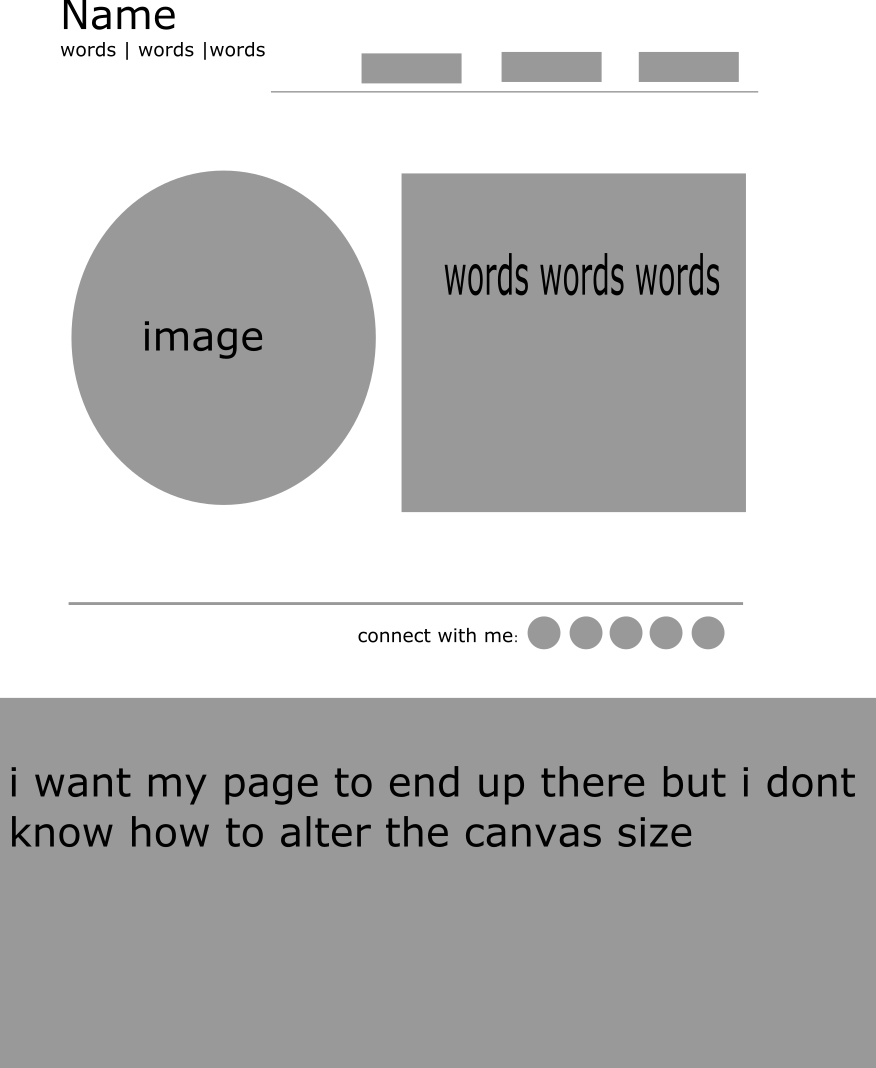 Name
words | words |words
image
words words words
connect with me:
i want my page to end up there but i dont
know how to alter the canvas size